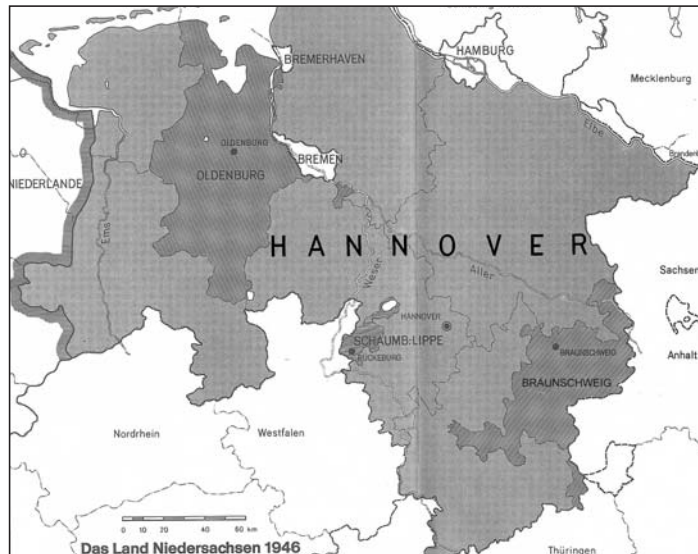 BREMERHAVEN
HAMBURG
Mecklenburg
Elbe
OLDENBURG
BREMEN
NIEDERLANDE
OLDENBURG
Ems
HANNOVER
Weser
Aller
Sachsen
HANNOVER
SCHAUMB.LIPPE
BÜCKEBURG
BRAUNSCHWEIG
Anhalt
BRAUNSCHWEIG
Nordrhein
Westfalen
0 20 40 60
km
Das Land Niedersachsen 1946
Thüringen